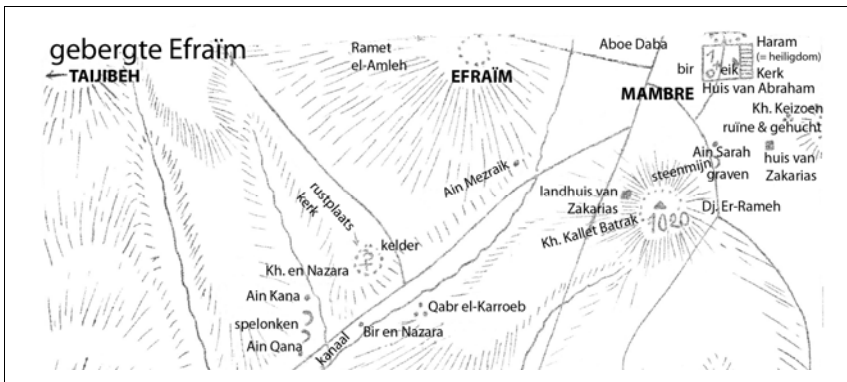 gebergte Efraïm
← TAIJIBEH
Ramet
el-Amleh
EFRAÏM
Aboe Daba
Haram
(= heiligdom)
bir
1
eik
Kerk
MAMBRE
Huis van Abraham
Kh. Keizoen
ruïne & gehucht
Ain Sarah
steenmijn
graven
huis van
Zakarias
Ain Mezraik
landhuis van
Zakarias
Dj. Er-Rameh
Kh. Kallet Batrak
1020
rustplaats
kerk
kelder
Kh. en Nazara
Ain Kana
spelonken
Ain Qana
Qabr el-Karroeb
Bir en Nazara
kanaal